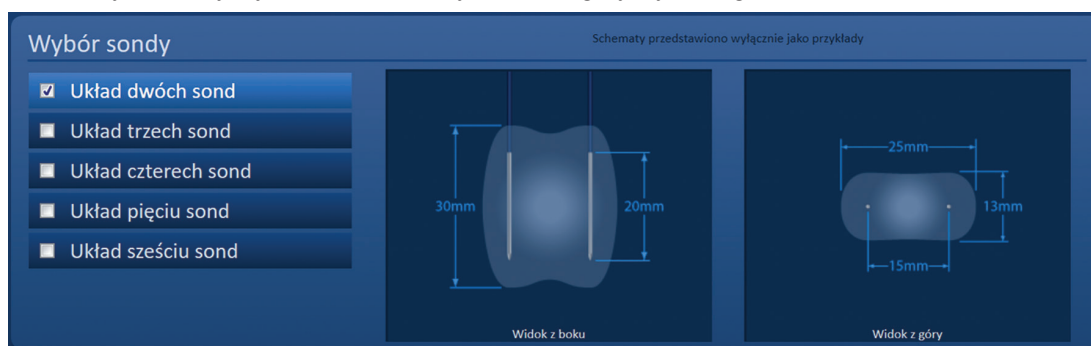 Wybór sondy
Schematy przedstawiono wyłącznie jako przykłady
Układ dwóch sond
Układ trzech sond
Układ czterech sond
Układ pięciu sond
Układ sześciu sond
30mm
20mm
Widok z boku
25mm
13mm
15mm
Widok z góry